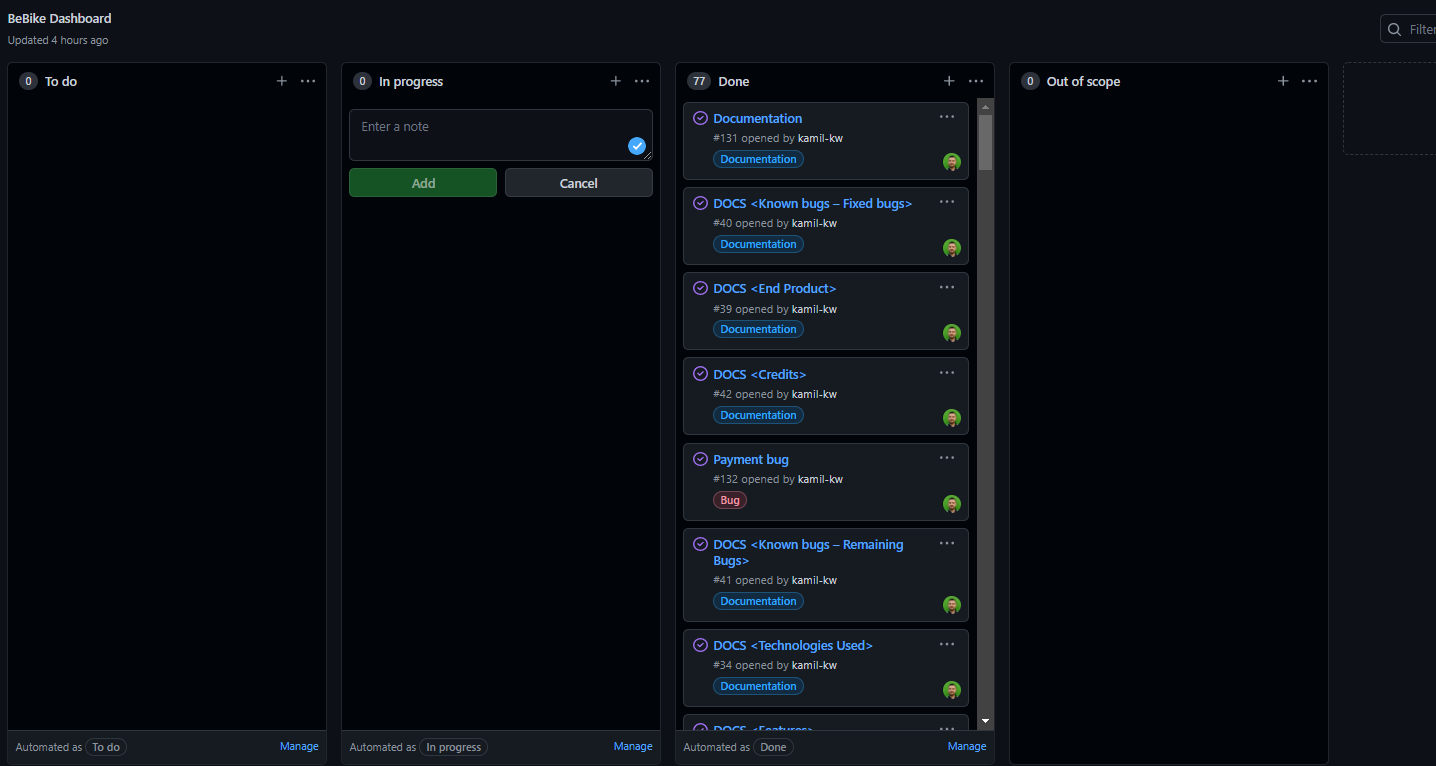 BeBike Dashboard
Updated 4 hours ago
Filter
0 To do
0 In progress
Enter a note
Add Cancel
77 Done
Documentation
#131 opened by kamil-kw
Documentation
DOCS <Known bugs – Fixed bugs>
#40 opened by kamil-kw
Documentation
DOCS <End Product>
#39 opened by kamil-kw
Documentation
DOCS <Credits>
#42 opened by kamil-kw
Documentation
Payment bug
#132 opened by kamil-kw
Bug
DOCS <Known bugs – Remaining
Bugs>
#41 opened by kamil-kw
Documentation
DOCS <Technologies Used>
#34 opened by kamil-kw
Documentation
DOCS <Features>
0 Out of scope
Automated as To do Manage
Automated as In progress Manage
Automated as Done Manage